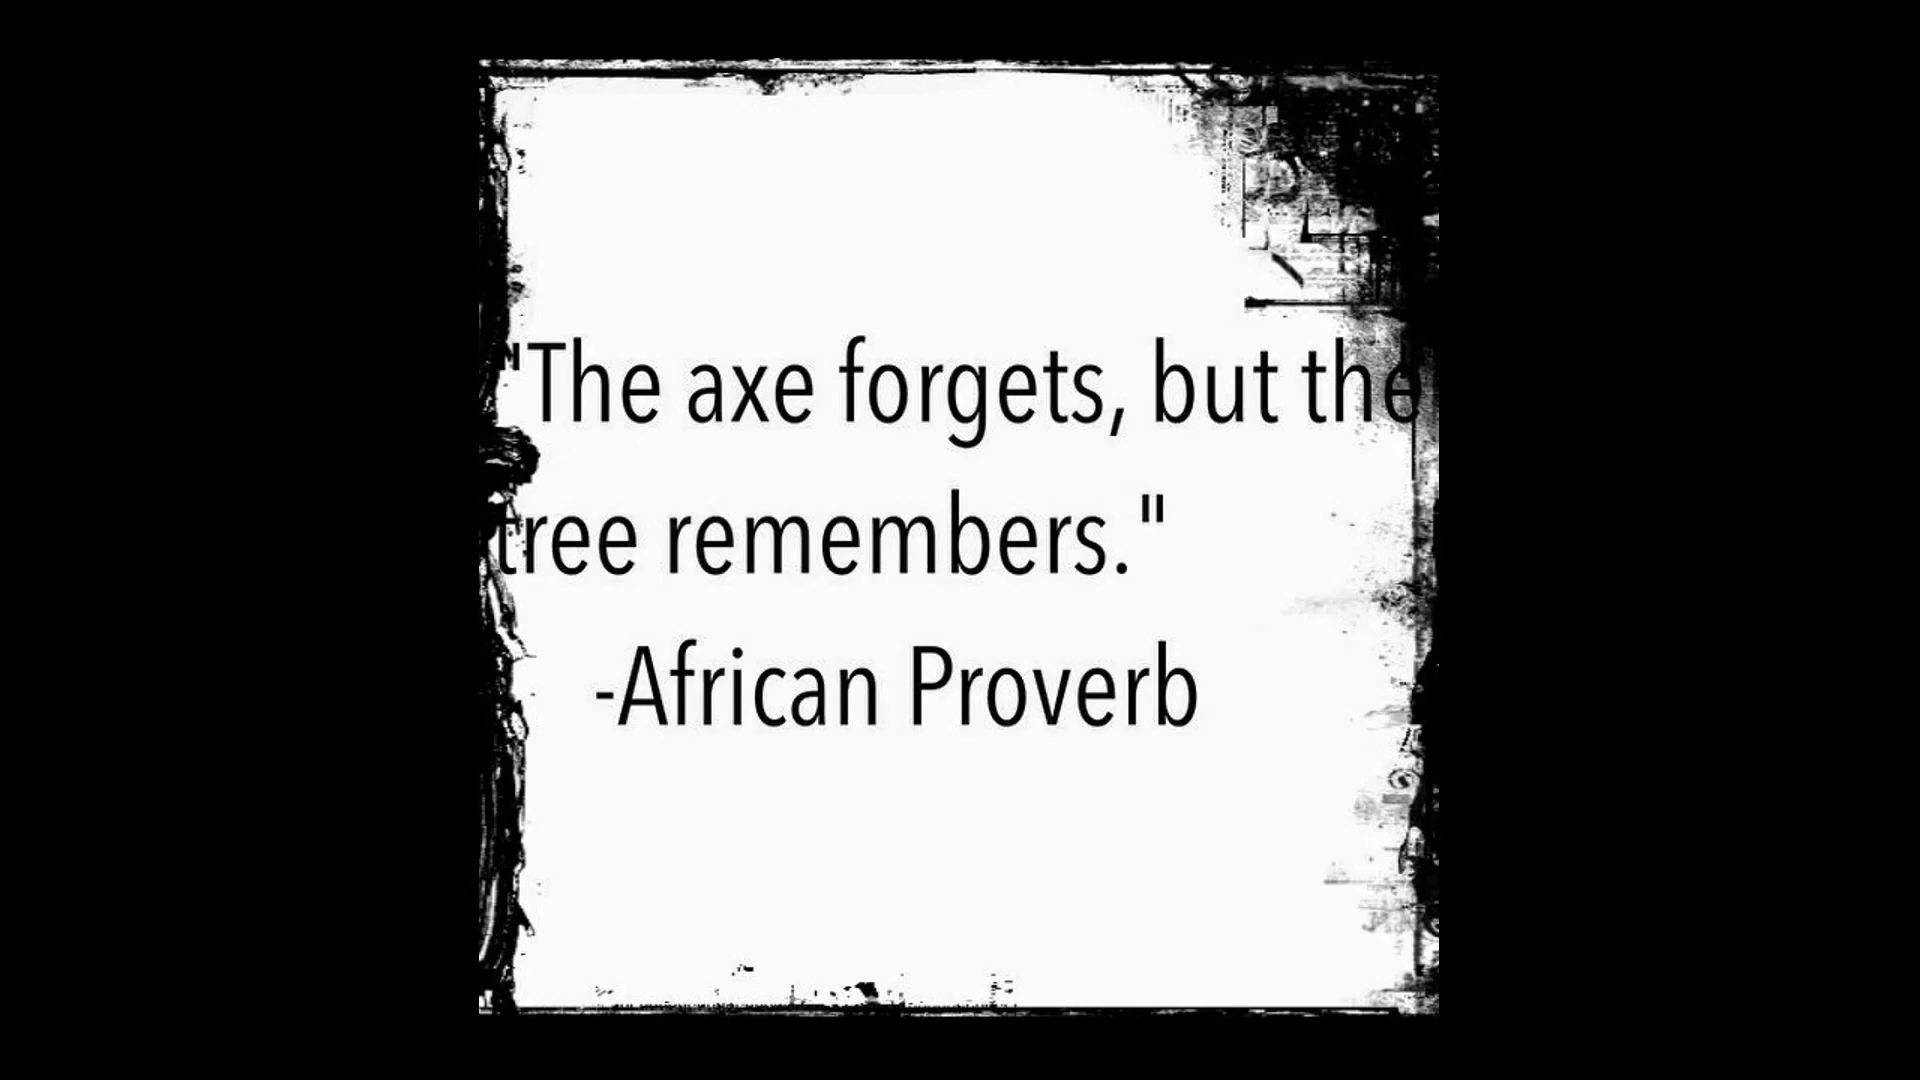 "The axe forgets, but the
tree remembers."
-African Proverb